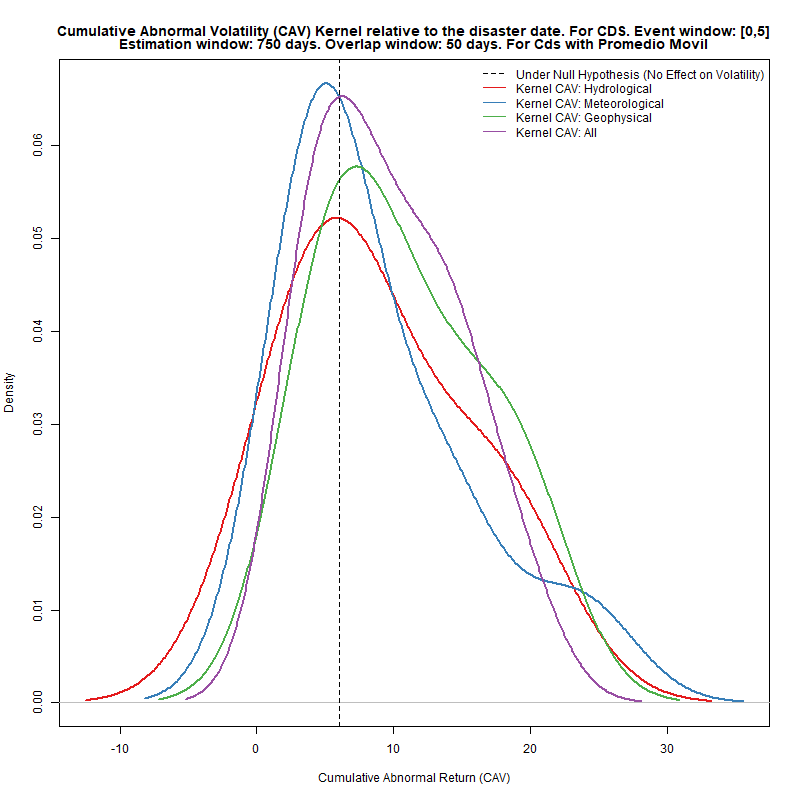 Cumulative Abnormal Volatility (CAV) Kernel relative to the disaster date. For CDS. Event window: [0,5]
Estimation window: 750 days. Overlap window: 50 days. For Cds with Promedio Movil
Under Null Hypothesis (No Effect on Volatility)
Kernel CAV: Hydrological
Kernel CAV: Meteorological
Kernel CAV: Geophysical
Kernel CAV: All
0.06
0.05
0.04
0.03
0.02
0.01
0.00
Density
-10 0 10 20 30
Cumulative Abnormal Return (CAV)